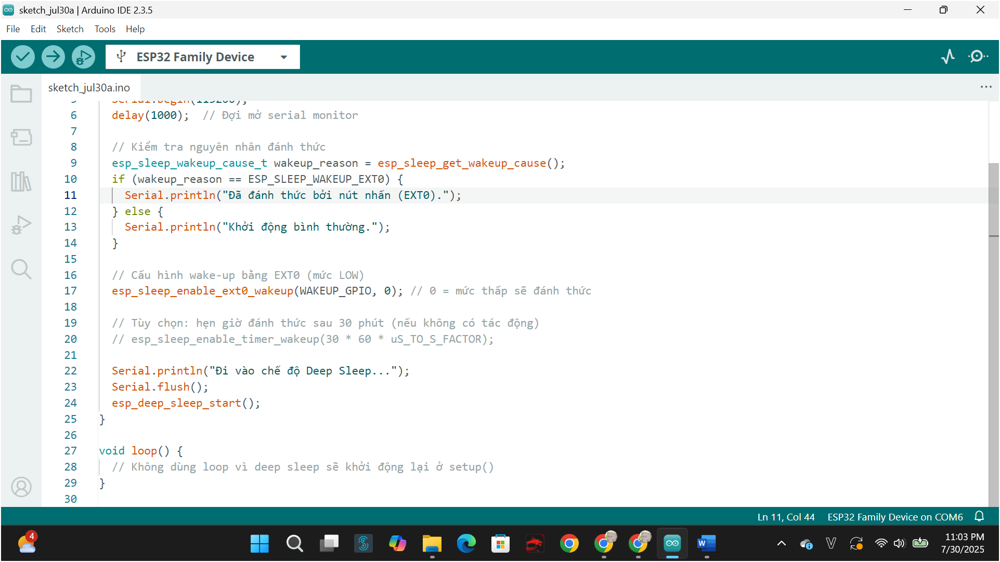 sketch_jul30a | Arduino IDE 2.3.5
File Edit Sketch Tools Help
ESP32 Family Device
sketch_jul30a.ino
5 Serial.begin(115200);
6 delay(1000);  // Đợi mở serial monitor
7
8 // Kiểm tra nguyên nhân đánh thức
9 esp_sleep_wakeup_cause_t wakeup_reason = esp_sleep_get_wakeup_cause();
10 if (wakeup_reason == ESP_SLEEP_WAKEUP_EXT0) {
11 Serial.println("Đã đánh thức bởi nút nhấn (EXT0).");
12 } else {
13 Serial.println("Khởi động bình thường.");
14 }
15
16 // Cấu hình wake-up bằng EXT0 (mức LOW)
17 esp_sleep_enable_ext0_wakeup(WAKEUP_GPIO, 0); // 0 = mức thấp sẽ đánh thức
18
19 // Tùy chọn: hẹn giờ đánh thức sau 30 phút (nếu không có tác động)
20 // esp_sleep_enable_timer_wakeup(30 * 60 * uS_TO_S_FACTOR);
21
22 Serial.println("Đi vào chế độ Deep Sleep...");
23 Serial.flush();
24 esp_deep_sleep_start();
25 }
26
27 void loop() {
28 // Không dùng loop vì deep sleep sẽ khởi động lại ở setup()
29 }
30
Ln 11, Col 44 ESP32 Family Device on COM6
4
W
V
11:03 PM
7/30/2025